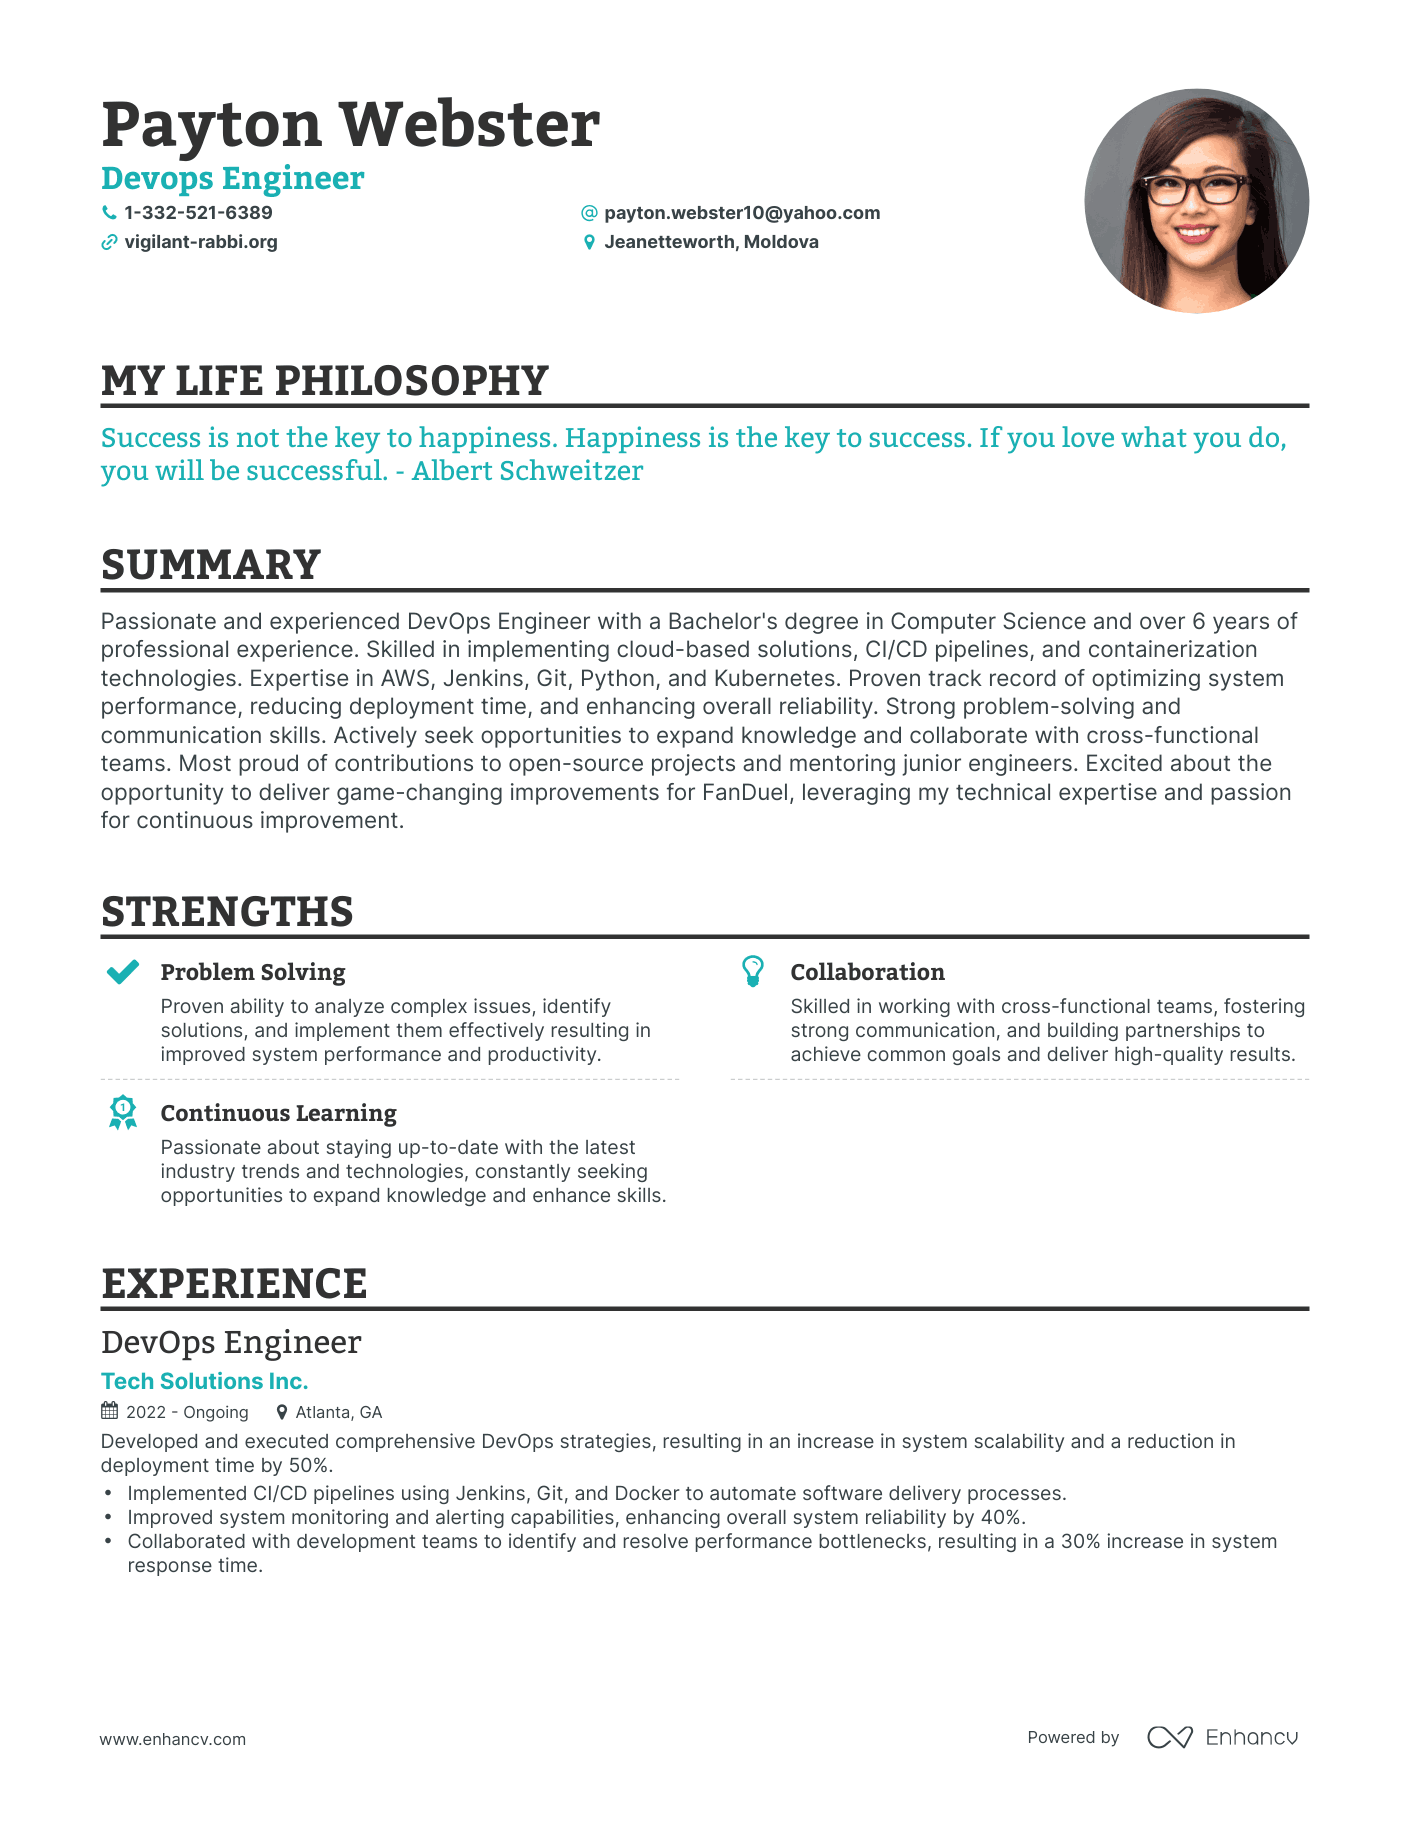 Payton Webster
Devops Engineer
1-332-521-6389
payton.webster10@yahoo.com
vigilant-rabbi.org
Jeanetteworth, Moldova
MY LIFE PHILOSOPHY
Success is not the key to happiness. Happiness is the key to success. If you love what you do,
you will be successful. - Albert Schweitzer
SUMMARY
Passionate and experienced DevOps Engineer with a Bachelor's degree in Computer Science and over 6 years of
professional experience. Skilled in implementing cloud-based solutions, CI/CD pipelines, and containerization
technologies. Expertise in AWS, Jenkins, Git, Python, and Kubernetes. Proven track record of optimizing system
performance, reducing deployment time, and enhancing overall reliability. Strong problem-solving and
communication skills. Actively seek opportunities to expand knowledge and collaborate with cross-functional
teams. Most proud of contributions to open-source projects and mentoring junior engineers. Excited about the
opportunity to deliver game-changing improvements for FanDuel, leveraging my technical expertise and passion
for continuous improvement.
STRENGTHS
Problem Solving
Proven ability to analyze complex issues, identify
solutions, and implement them effectively resulting in
improved system performance and productivity.
Collaboration
Skilled in working with cross-functional teams, fostering
strong communication, and building partnerships to
achieve common goals and deliver high-quality results.
1
Continuous Learning
Passionate about staying up-to-date with the latest
industry trends and technologies, constantly seeking
opportunities to expand knowledge and enhance skills.
EXPERIENCE
DevOps Engineer
Tech Solutions Inc.
2022 - Ongoing
Atlanta, GA
Developed and executed comprehensive DevOps strategies, resulting in an increase in system scalability and a reduction in
deployment time by 50%.
• Implemented CI/CD pipelines using Jenkins, Git, and Docker to automate software delivery processes.
• Improved system monitoring and alerting capabilities, enhancing overall system reliability by 40%.
• Collaborated with development teams to identify and resolve performance bottlenecks, resulting in a 30% increase in system
response time.
www.enhancv.com
Powered by
Enhancv